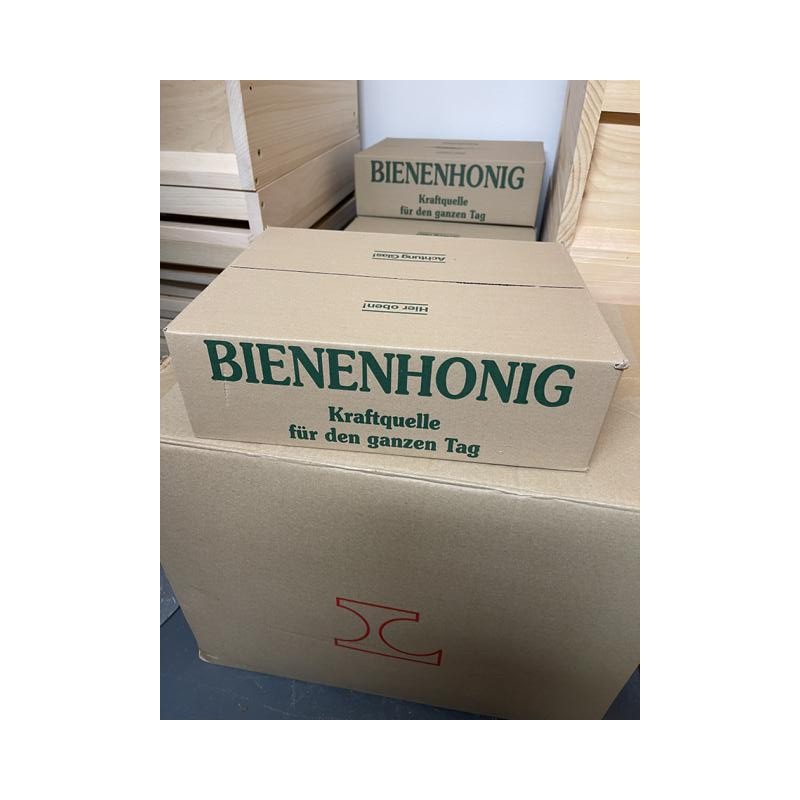 BIENENHONIG
Kraftquelle
für den ganzen Tag
Achtung Glas!
Hier oben!
BIENENHONIG
Kraftquelle
für den ganzen Tag